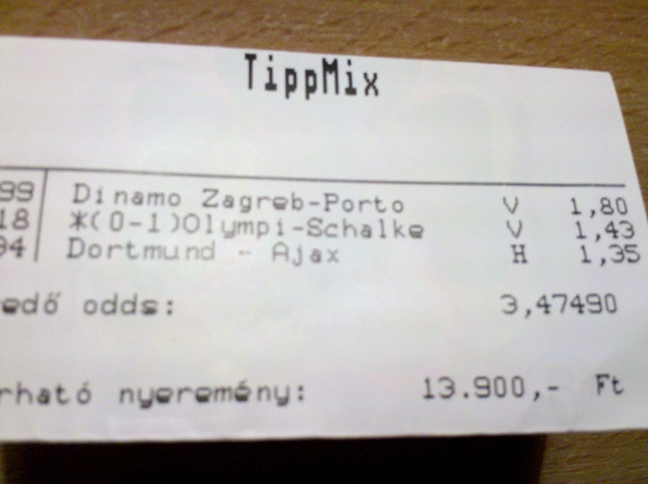 TippMix
99 Dinamo Zagreb-Porto V 1,80
18 *(0-1)Olympi-Schalke V 1,43
94 Dortmund - Ajax H 1,35
edő odds: 3,47490
rható nyeremény: 13.900,- Ft